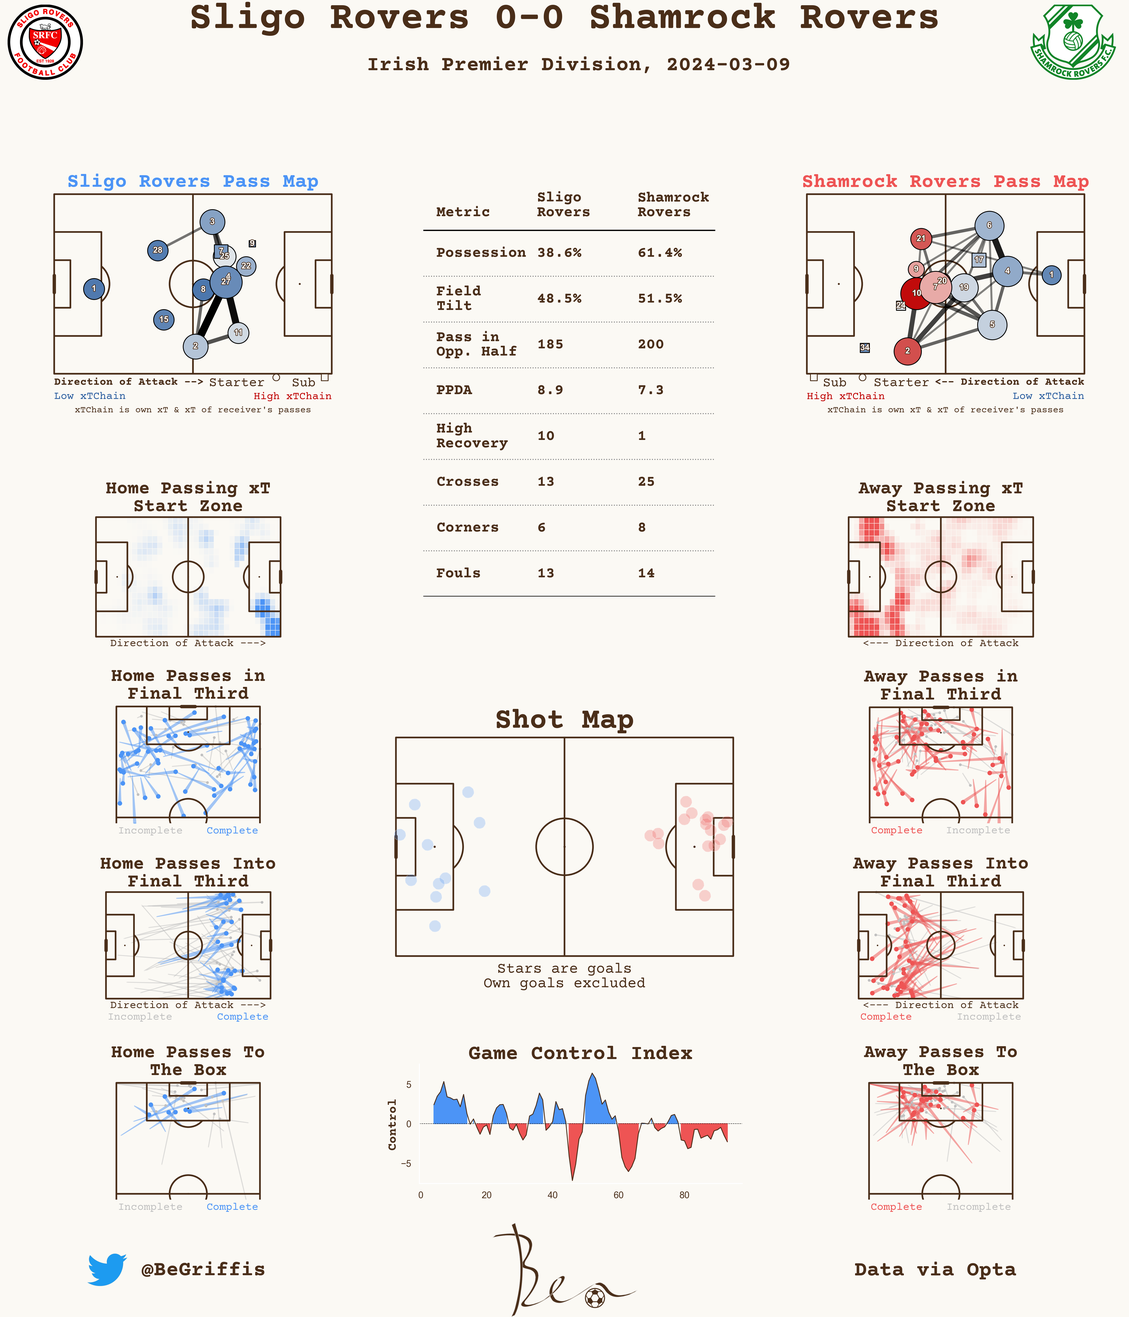 Sligo Rovers 0-0 Shamrock Rovers
Irish Premier Division, 2024-03-09
SLIGO ROVERS
SRFC
EST 1928
FOOTBALL CLUB
SHAMROCK ROVERS F.C.
Sligo Rovers Pass Map
3
28
7
25
9
22
4
27
1
8
15
11
2
Direction of Attack --> Starter Sub
Low xTChain High xTChain
xTChain is own xT & xT of receiver's passes
Metric Sligo Rovers Shamrock Rovers
Possession 38.6% 61.4%
Field Tilt 48.5% 51.5%
Pass in Opp. Half 185 200
PPDA 8.9 7.3
High Recovery 10 1
Crosses 13 25
Corners 6 8
Fouls 13 14
Shamrock Rovers Pass Map
6
21
17
9
4
1
20
7
19
10
5
34
2
Sub Starter <-- Direction of Attack
High xTChain Low xTChain
xTChain is own xT & xT of receiver's passes
Home Passing xT
Start Zone
Direction of Attack --->
Away Passing xT
Start Zone
<--- Direction of Attack
Home Passes in
Final Third
Incomplete Complete
Away Passes in
Final Third
Complete Incomplete
Shot Map
Stars are goals
Own goals excluded
Home Passes Into
Final Third
Direction of Attack --->
Incomplete Complete
Away Passes Into
Final Third
<--- Direction of Attack
Complete Incomplete
Home Passes To
The Box
Incomplete Complete
Game Control Index
Control
5
0
−5
0 20 40 60 80
Away Passes To
The Box
Complete Incomplete
@BeGriffis
Ben
Data via Opta